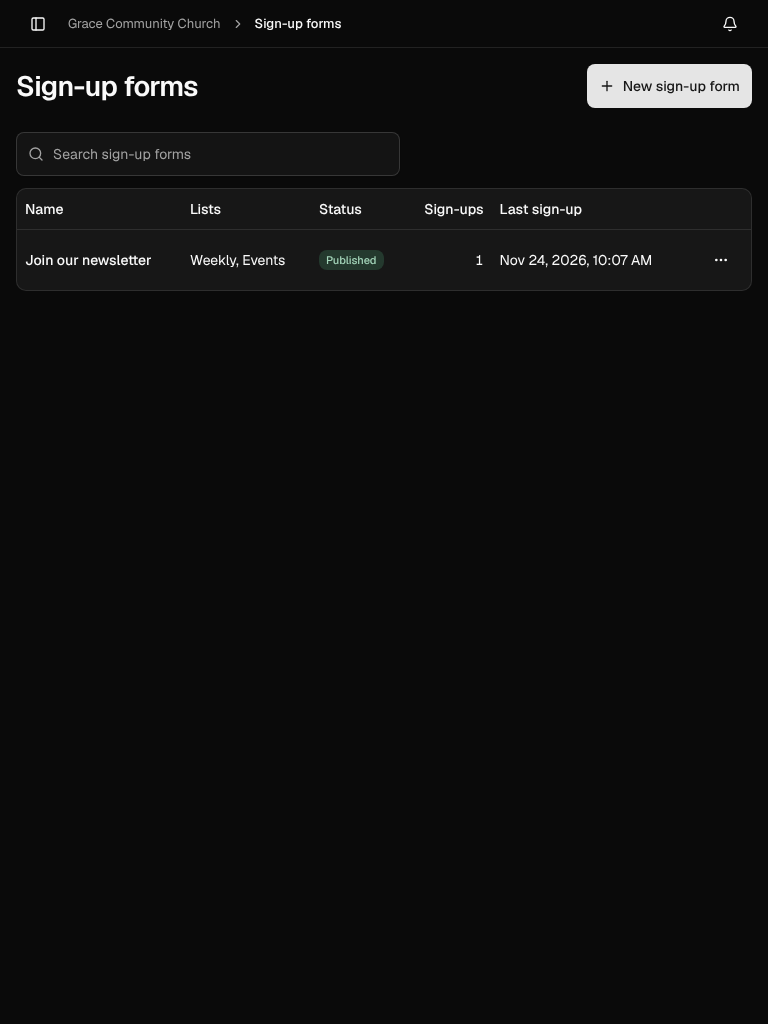 Grace Community Church > Sign-up forms
Sign-up forms
New sign-up form
Search sign-up forms
Name Lists Status Sign-ups Last sign-up
Join our newsletter Weekly, Events Published 1 Nov 24, 2026, 10:07 AM